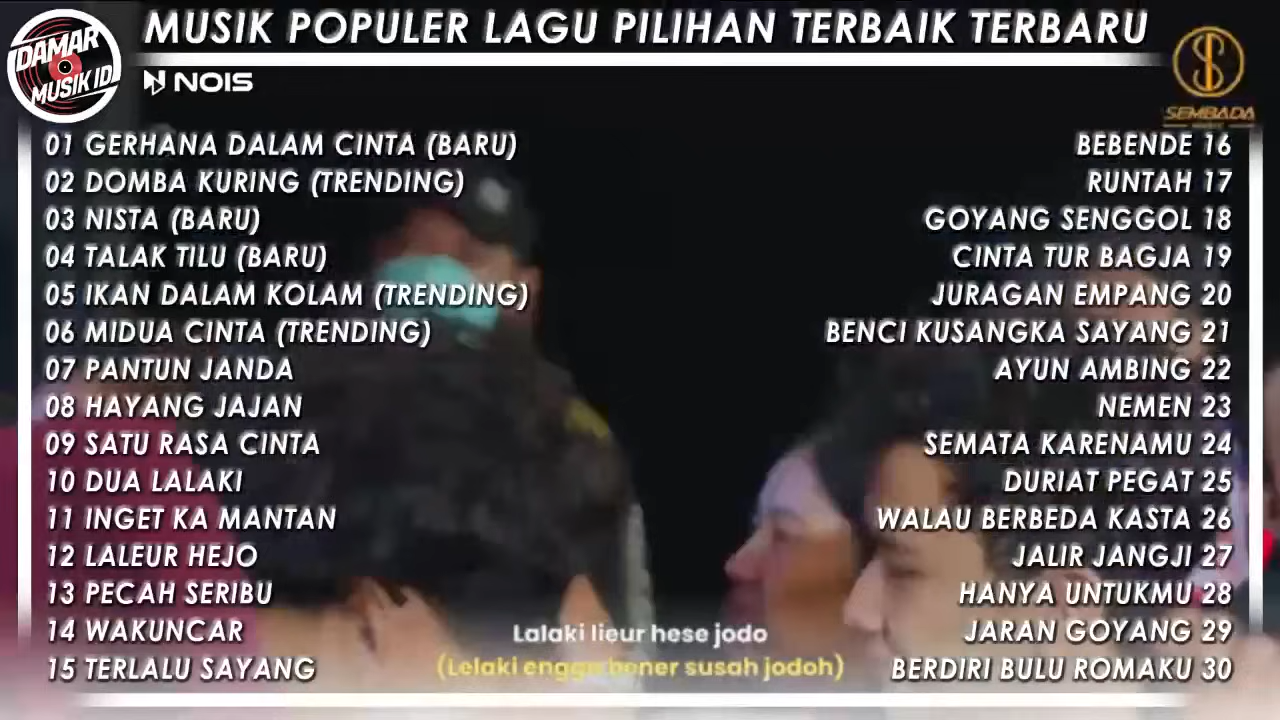 MUSIK POPULER LAGU PILIHAN TERBAIK TERBARU
DAMAR
MUSIK ID
NOIS
SEMBADA
01 GERHANA DALAM CINTA (BARU)
02 DOMBA KURING (TRENDING)
03 NISTA (BARU)
04 TALAK TILU (BARU)
05 IKAN DALAM KOLAM (TRENDING)
06 MIDUA CINTA (TRENDING)
07 PANTUN JANDA
08 HAYANG JAJAN
09 SATU RASA CINTA
10 DUA LALAKI
11 INGET KA MANTAN
12 LALEUR HEJO
13 PECAH SERIBU
14 WAKUNCAR
15 TERLALU SAYANG
BEBENDE 16
RUNTAH 17
GOYANG SENGGOL 18
CINTA TUR BAGJA 19
JURAGAN EMPANG 20
BENCI KUSANGKA SAYANG 21
AYUN AMBING 22
NEMEN 23
SEMATA KARENAMU 24
DURIAT PEGAT 25
WALAU BERBEDA KASTA 26
JALIR JANGJI 27
HANYA UNTUKMU 28
JARAN GOYANG 29
BERDIRI BULU ROMAKU 30
Lalaki lieur hese jodo
(Lelaki engga bener susah jodoh)